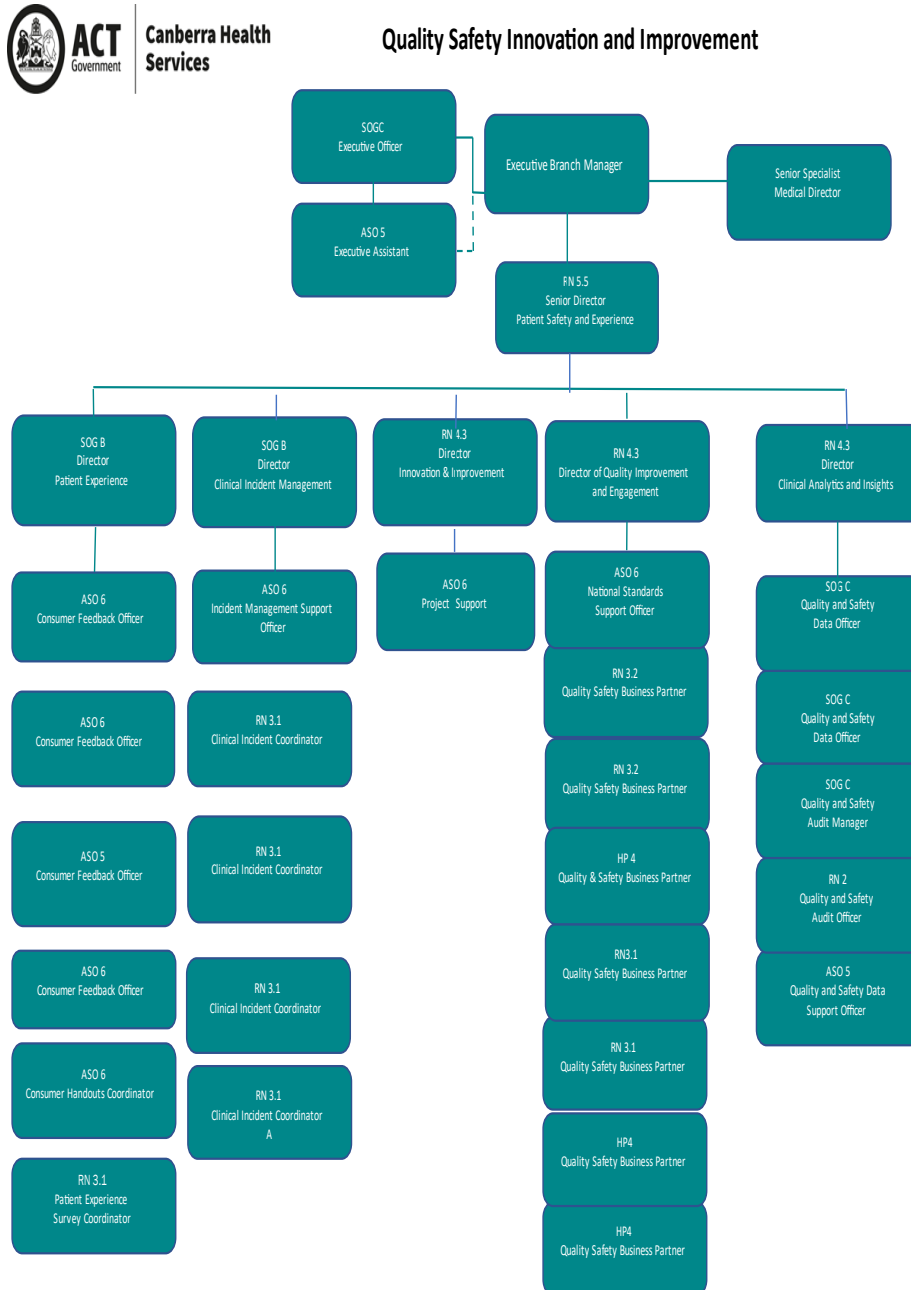 ACT
Government
Canberra Health
Services
Quality Safety Innovation and Improvement
SOGC
Executive Officer
Executive Branch Manager
Senior Specialist
Medical Director
ASO 5
Executive Assistant
RN 5.5
Senior Director
Patient Safety and Experience
SOG B
Director
Patient Experience
SOG B
Director
Clinical Incident Management
RN 4.3
Director
Innovation & Improvement
RN 4.3
Director of Quality Improvement
and Engagement
RN 4.3
Director
Clinical Analytics and Insights
ASO 6
Consumer Feedback Officer
ASO 6
Consumer Feedback Officer
ASO 5
Consumer Feedback Officer
ASO 6
Consumer Feedback Officer
ASO 6
Consumer Handouts Coordinator
RN 3.1
Patient Experience
Survey Coordinator
ASO 6
Incident Management Support
Officer
RN 3.1
Clinical Incident Coordinator
RN 3.1
Clinical Incident Coordinator
RN 3.1
Clinical Incident Coordinator
RN 3.1
Clinical Incident Coordinator
A
ASO 6
Project Support
ASO 6
National Standards
Support Officer
RN 3.2
Quality Safety Business Partner
RN 3.2
Quality Safety Business Partner
HP 4
Quality & Safety Business Partner
RN3.1
Quality Safety Business Partner
RN 3.1
Quality Safety Business Partner
HP4
Quality Safety Business Partner
HP4
Quality Safety Business Partner
SOG C
Quality and Safety
Data Officer
SOG C
Quality and Safety
Data Officer
SOG C
Quality and Safety
Audit Manager
RN 2
Quality and Safety
Audit Officer
ASO 5
Quality and Safety Data
Support Officer